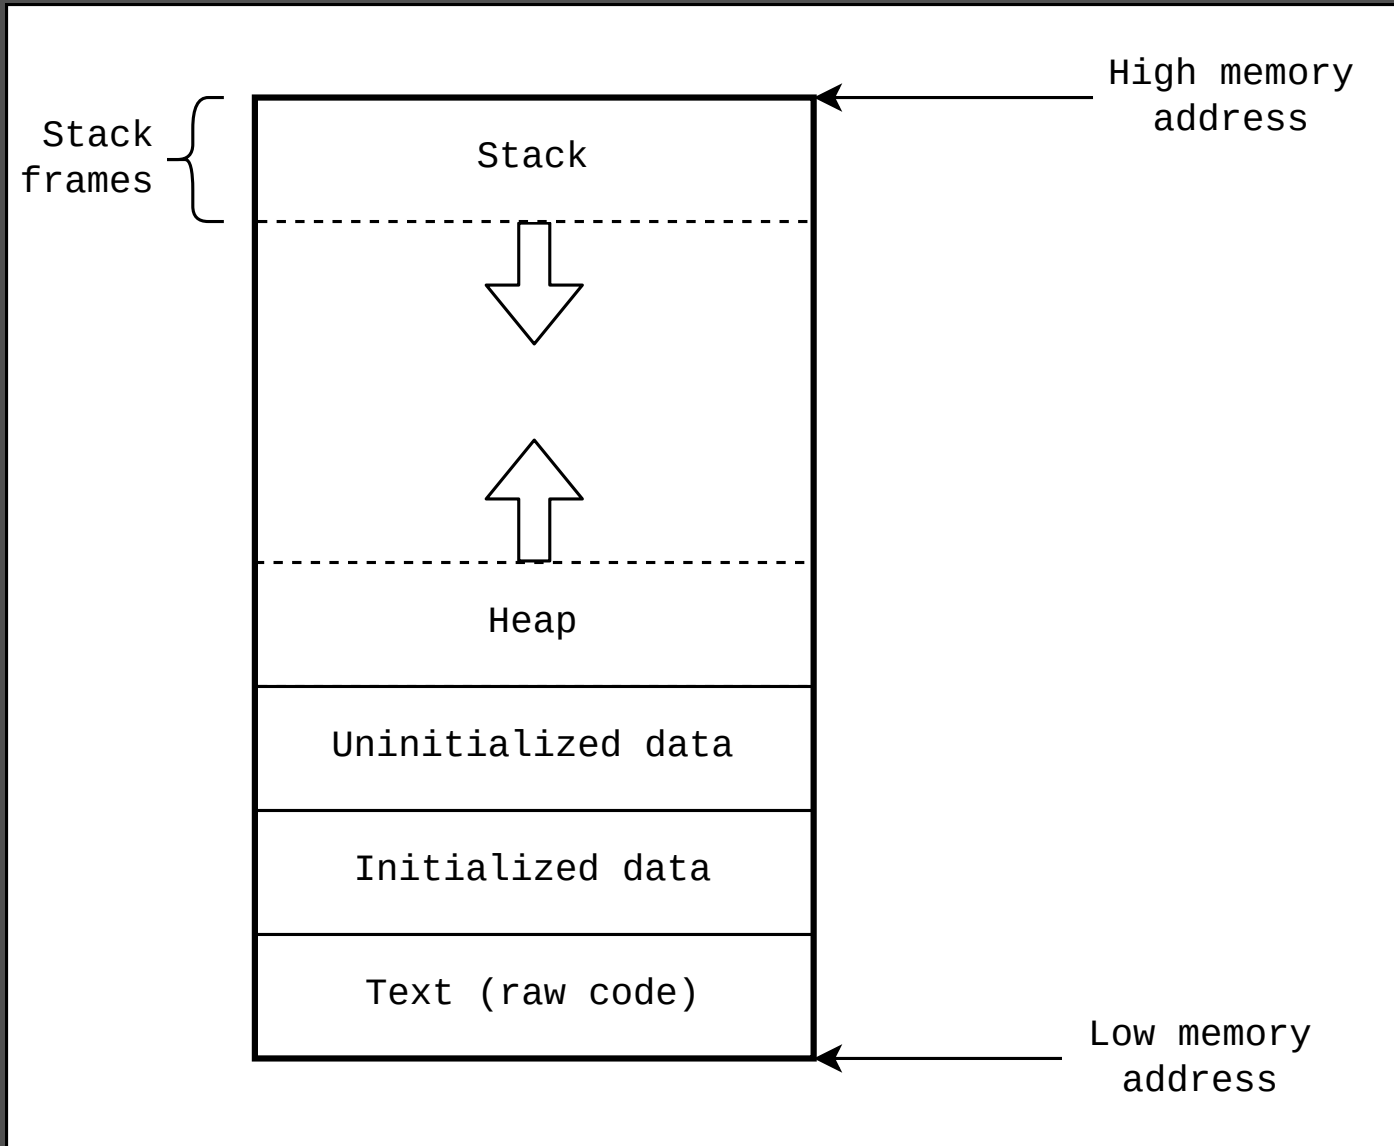 High memory
address
Stack
frames
Stack
Heap
Uninitialized data
Initialized data
Text (raw code)
Low memory
address